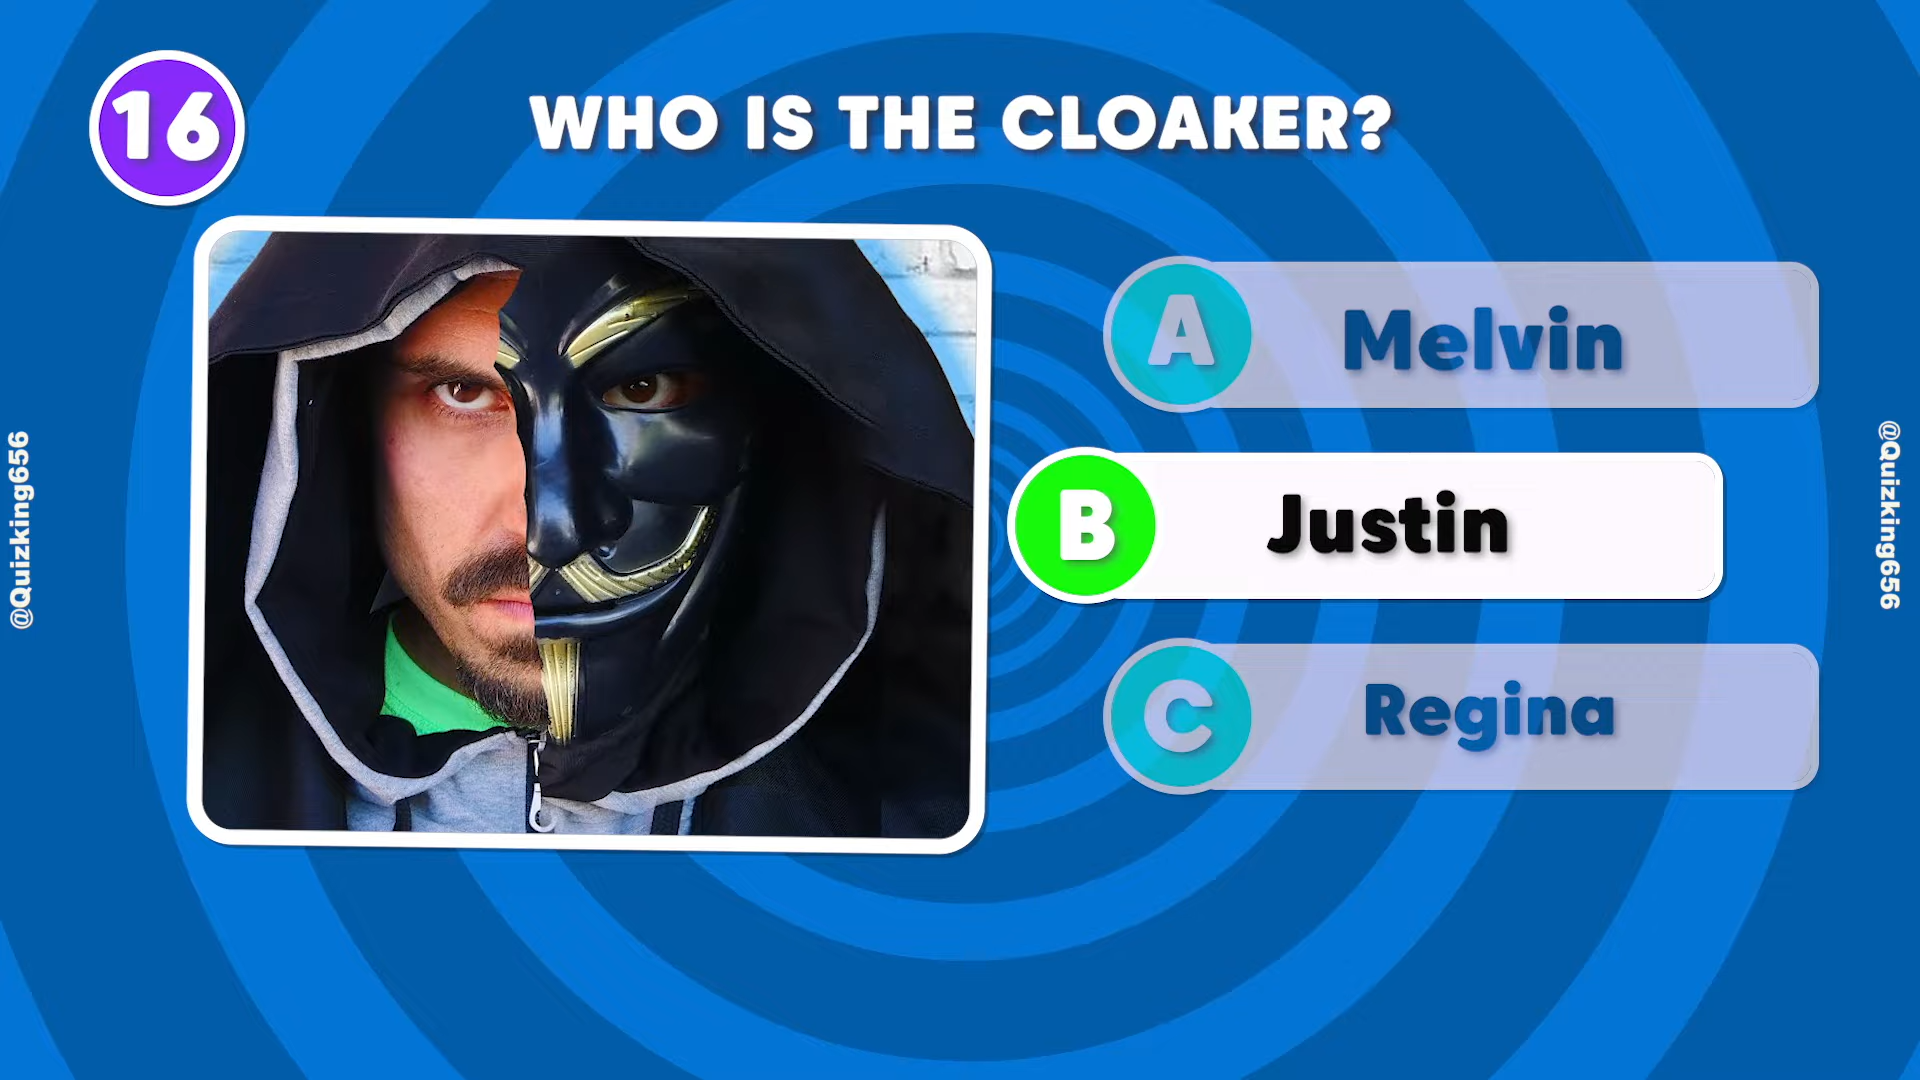 16
WHO IS THE CLOAKER?
A Melvin
B Justin
C Regina
@Quizking656
@Quizking656